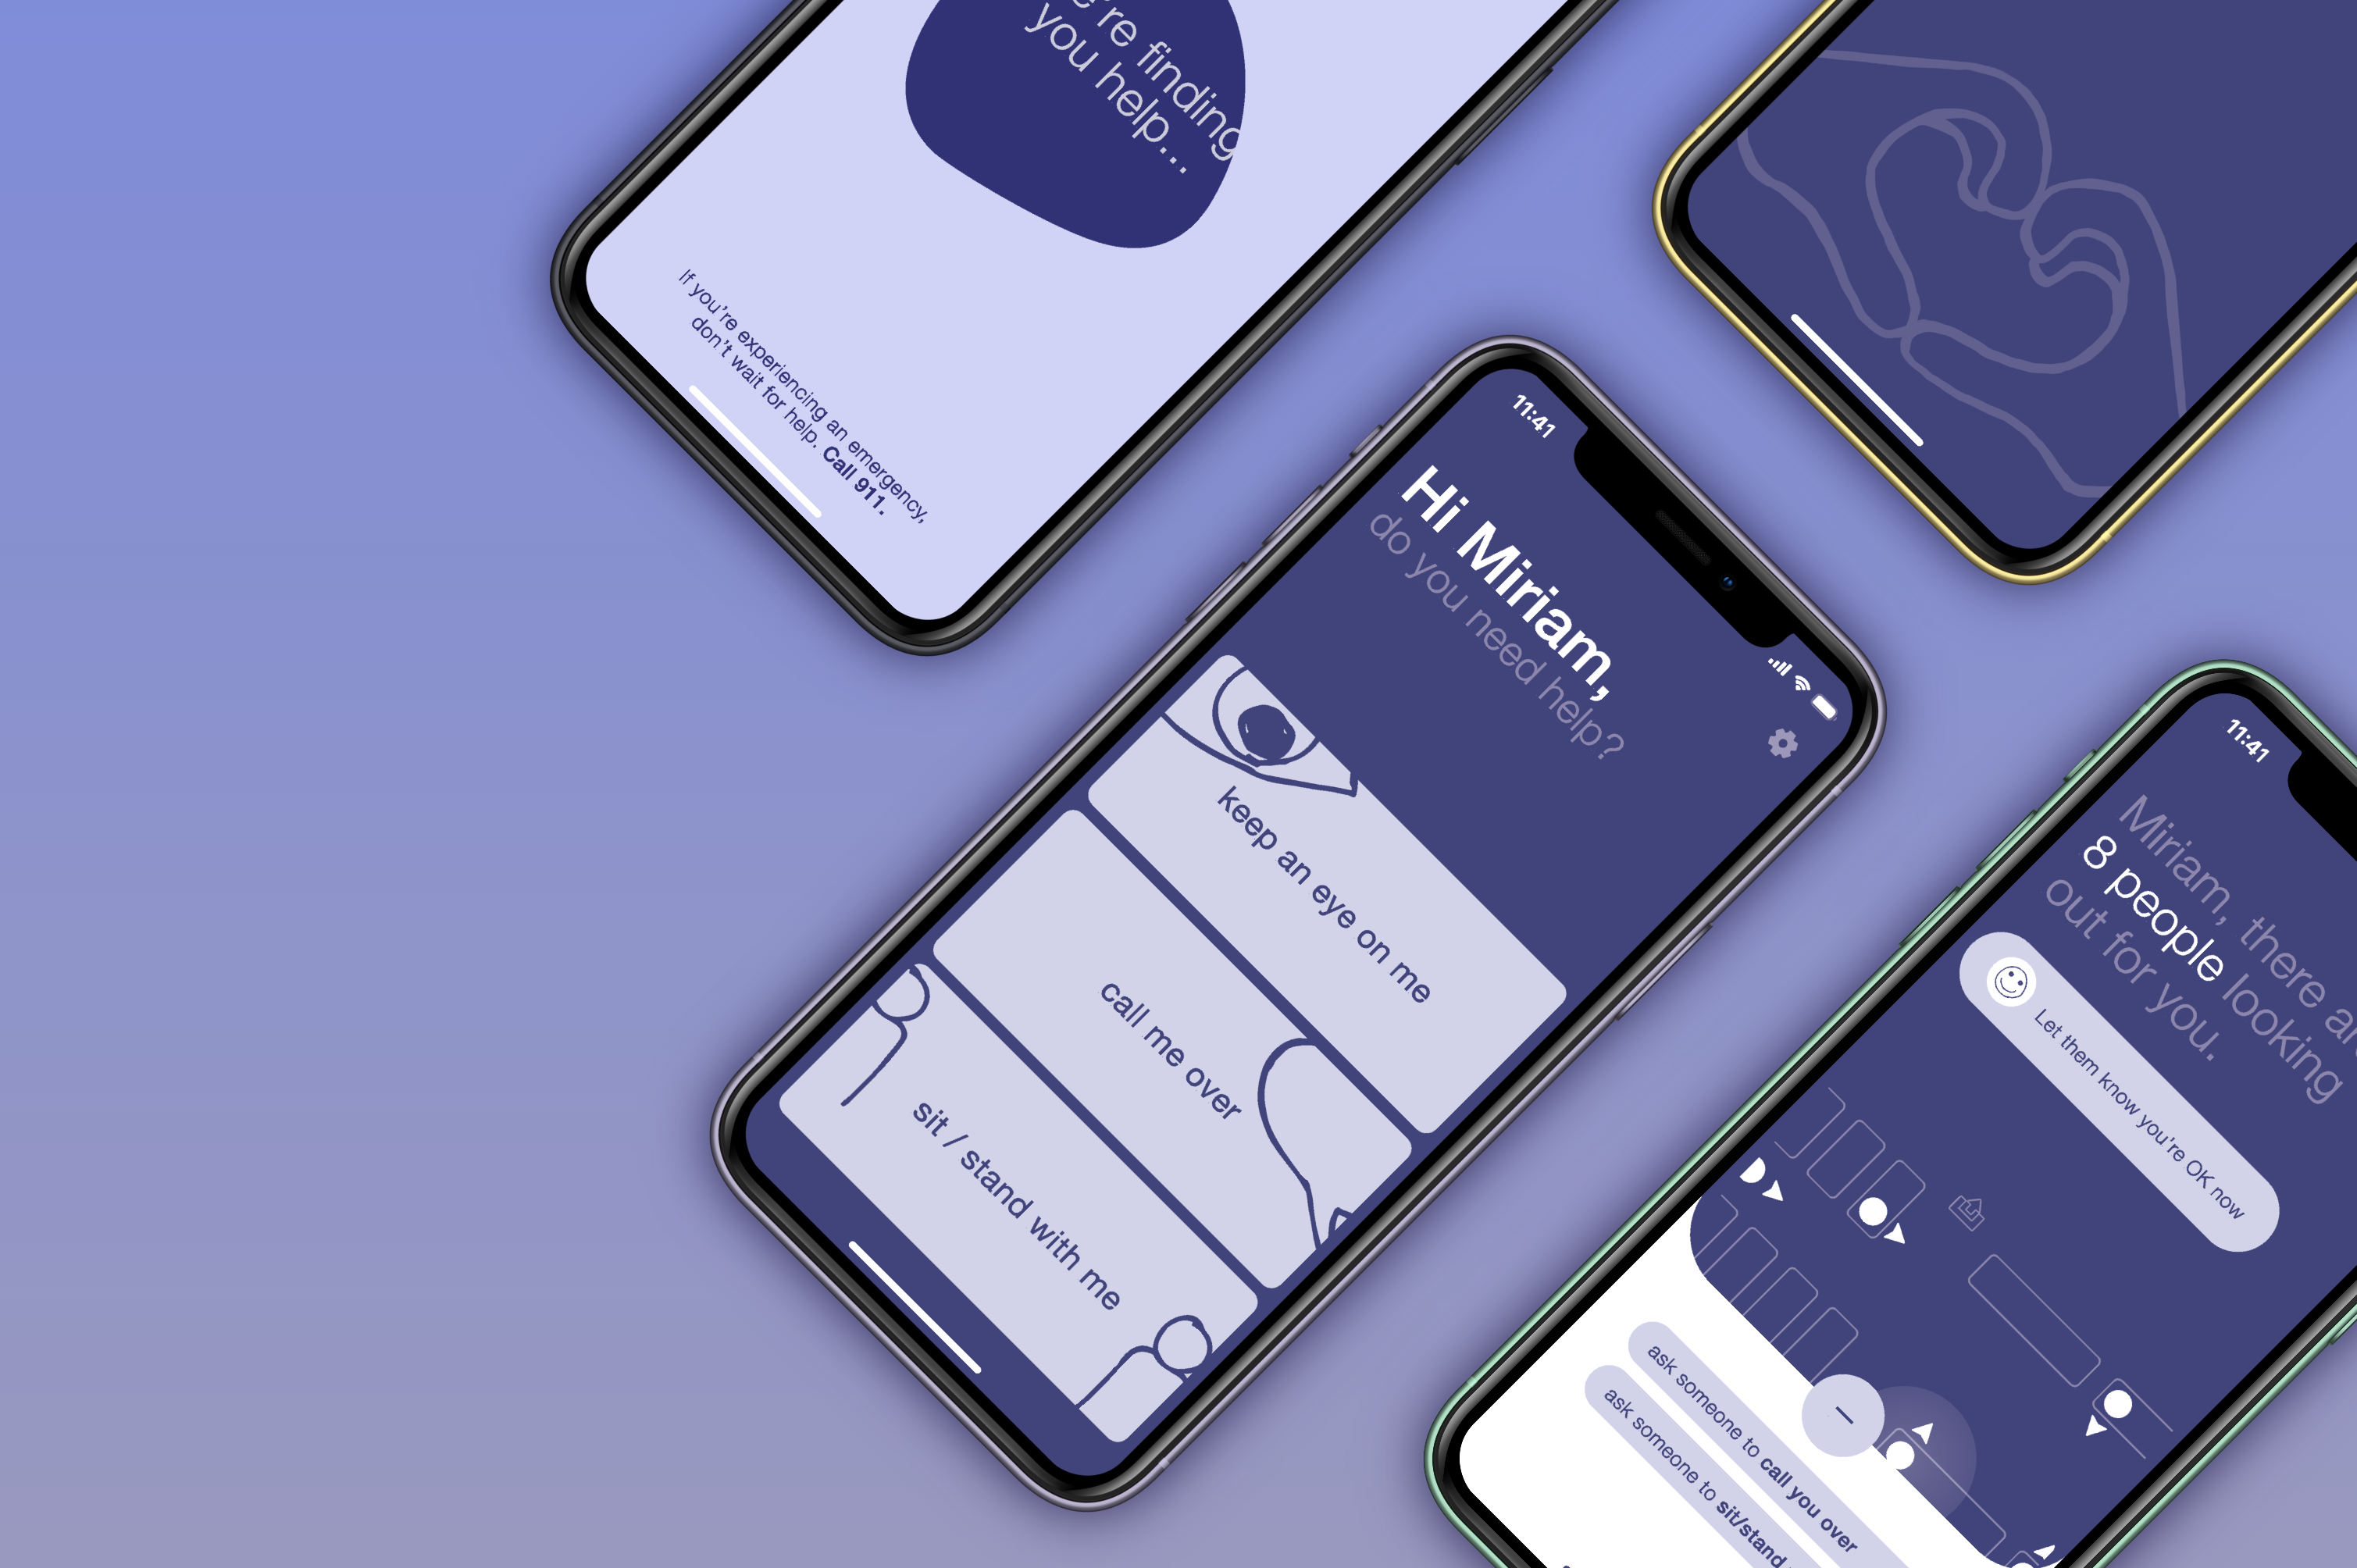 're finding
you help...
If you're experiencing an emergency,
don't wait for help. Call 911.
11:41
Hi Miriam,
do you need help?
keep an eye on me
call me over
sit / stand with me
11:41
Miriam, there
8 people looking
out for you.
Let them know you're OK now
ask someone to call you over
ask someone to sit/stand